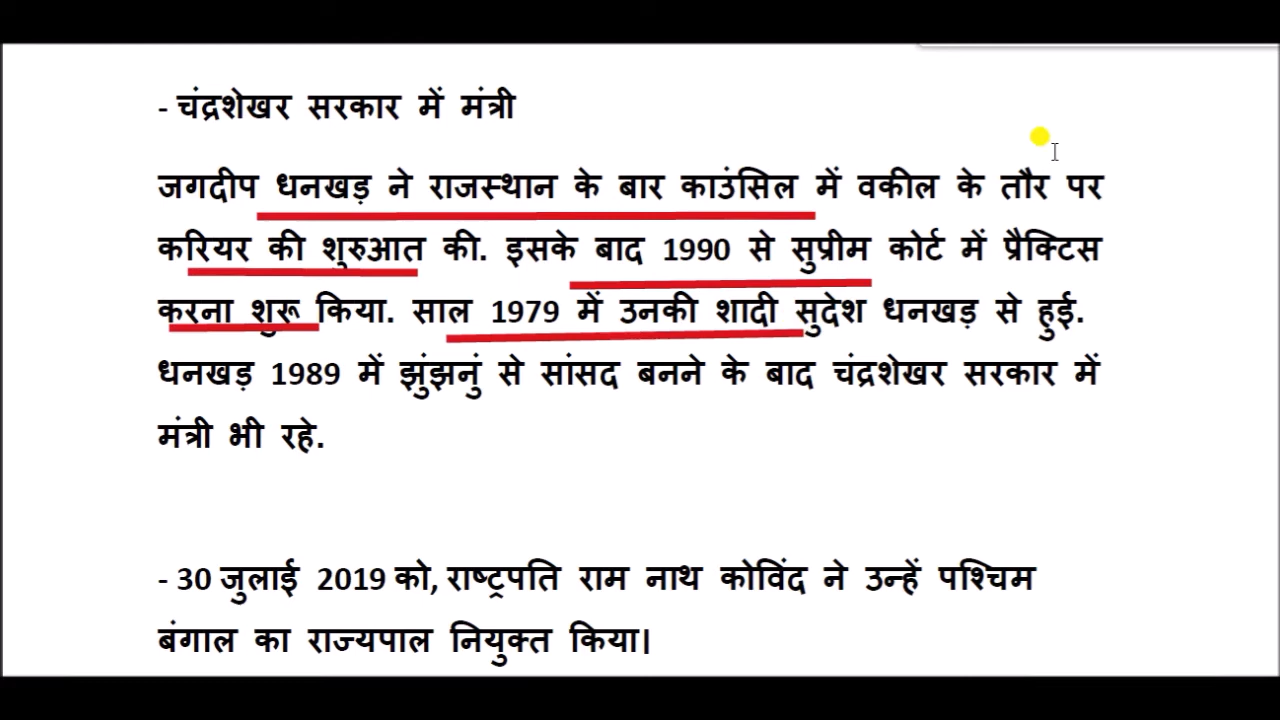 - चंद्रशेखर सरकार में मंत्री
जगदीप धनखड़ ने राजस्थान के बार काउंसिल में वकील के तौर पर
करियर की शुरुआत की. इसके बाद 1990 से सुप्रीम कोर्ट में प्रैक्टिस
करना शुरू किया. साल 1979 में उनकी शादी सुदेश धनखड़ से हुई.
धनखड़ 1989 में झुंझनुं से सांसद बनने के बाद चंद्रशेखर सरकार में
मंत्री भी रहे.
- 30 जुलाई 2019 को, राष्ट्रपति राम नाथ कोविंद ने उन्हें पश्चिम
बंगाल का राज्यपाल नियुक्त किया।